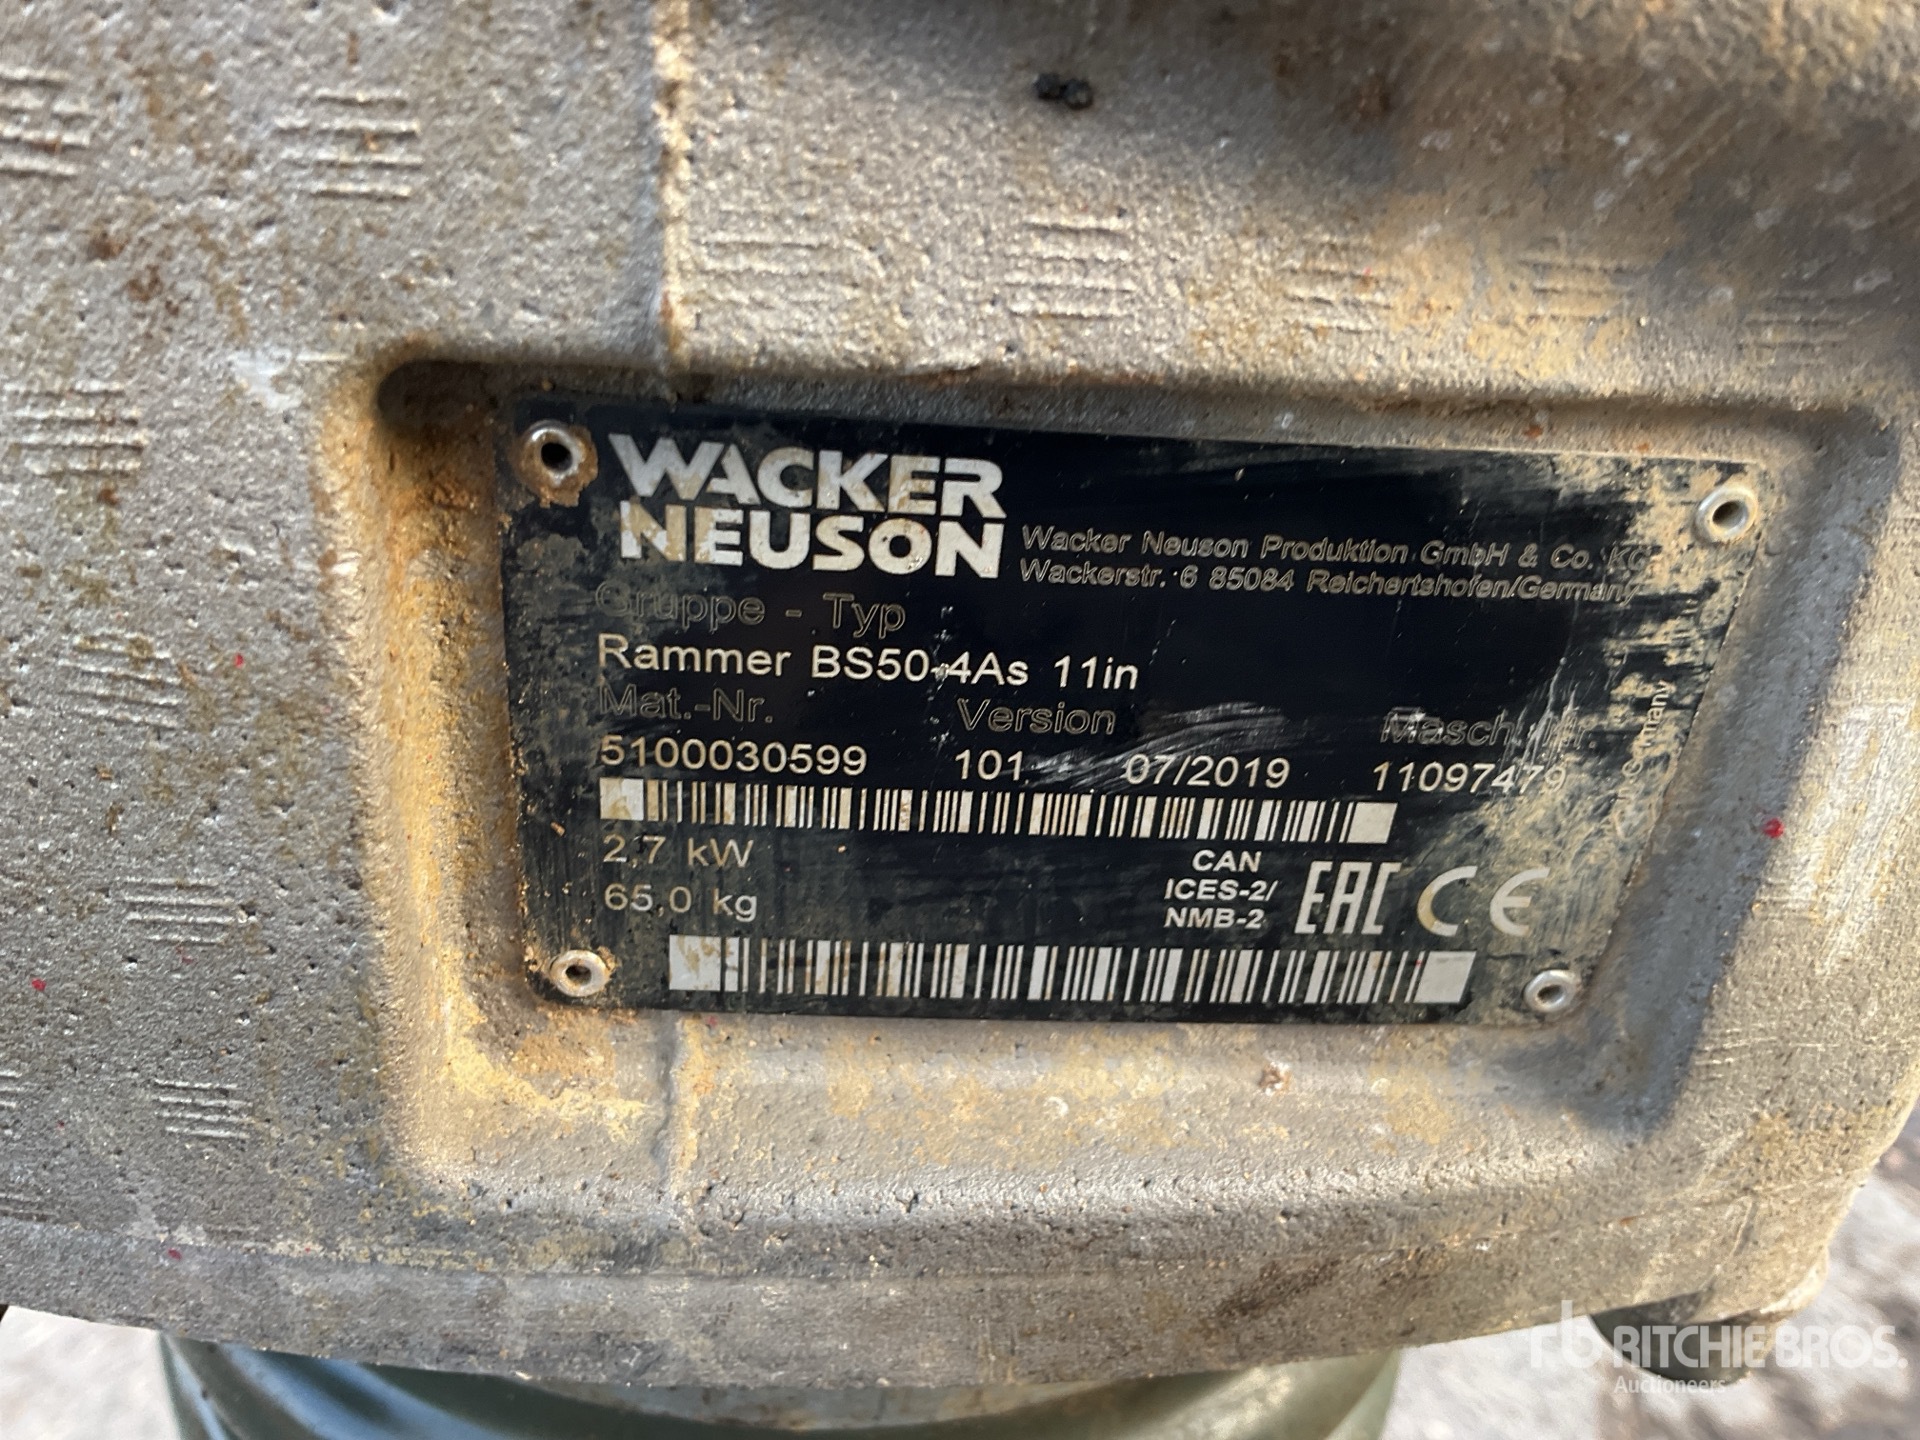 WACKER
NEUSON
Wacker Neuson Produktion GmbH & Co. KG
Wackerstr. 6 85084 Reichertshofen/Germany
Gruppe - Typ
Rammer BS50-4As 11in
Mat.-Nr. Version
5100030599 101 07/2019 11097479
2,7 kW
65,0 kg
CAN
ICES-2/
NMB-2
EAC CE
Germany
rb RITCHIE BROS.
Auctioneers